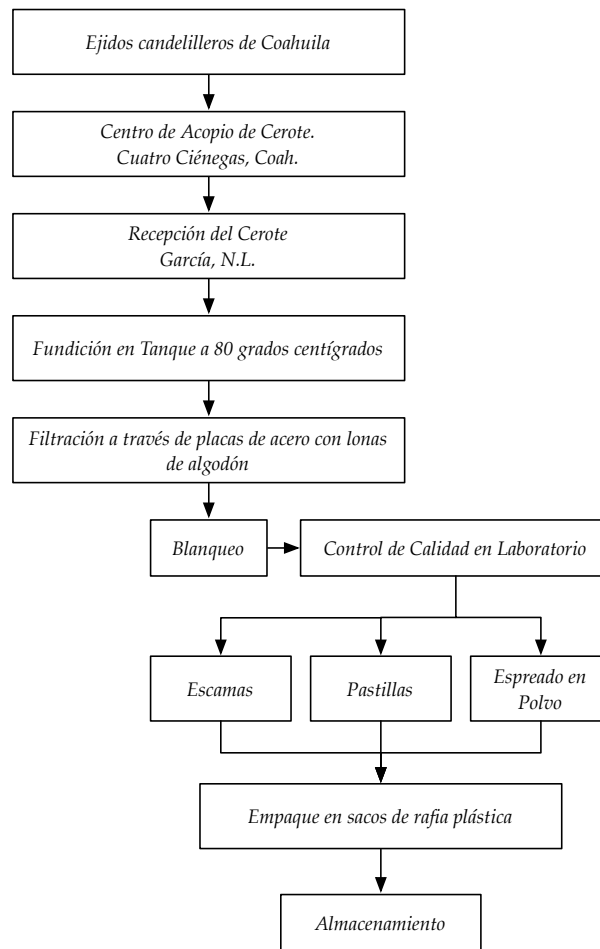 Ejidos candelilleros de Coahuila
Centro de Acopio de Cerote.
Cuatro Ciénegas, Coah.
Recepción del Cerote
García, N.L.
Fundición en Tanque a 80 grados centígrados
Filtración a través de placas de acero con lonas
de algodón
Blanqueo
Control de Calidad en Laboratorio
Escamas
Pastillas
Espreado en
Polvo
Empaque en sacos de rafia plástica
Almacenamiento